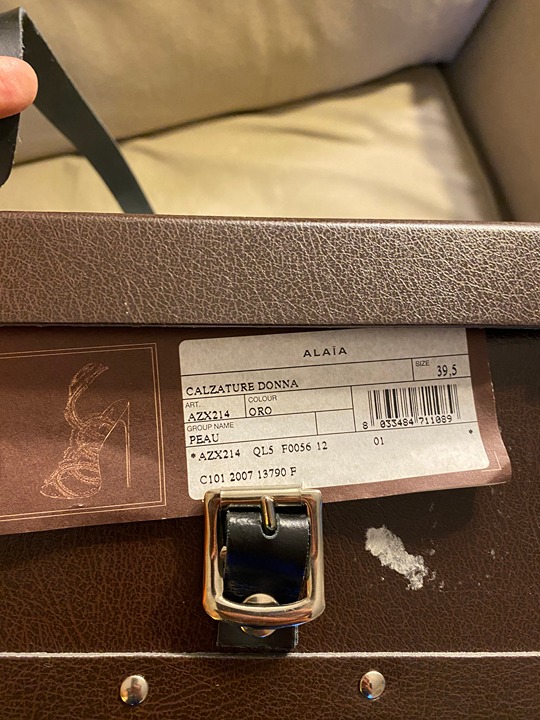 ALAÏA
CALZATURE DONNA
SIZE 39,5
ART. COLOUR
AZX214 ORO
GROUP NAME
PEAU
8 033484 711089
*AZX214 QL5 F0056 12 01 *
C101 2007 13790 F